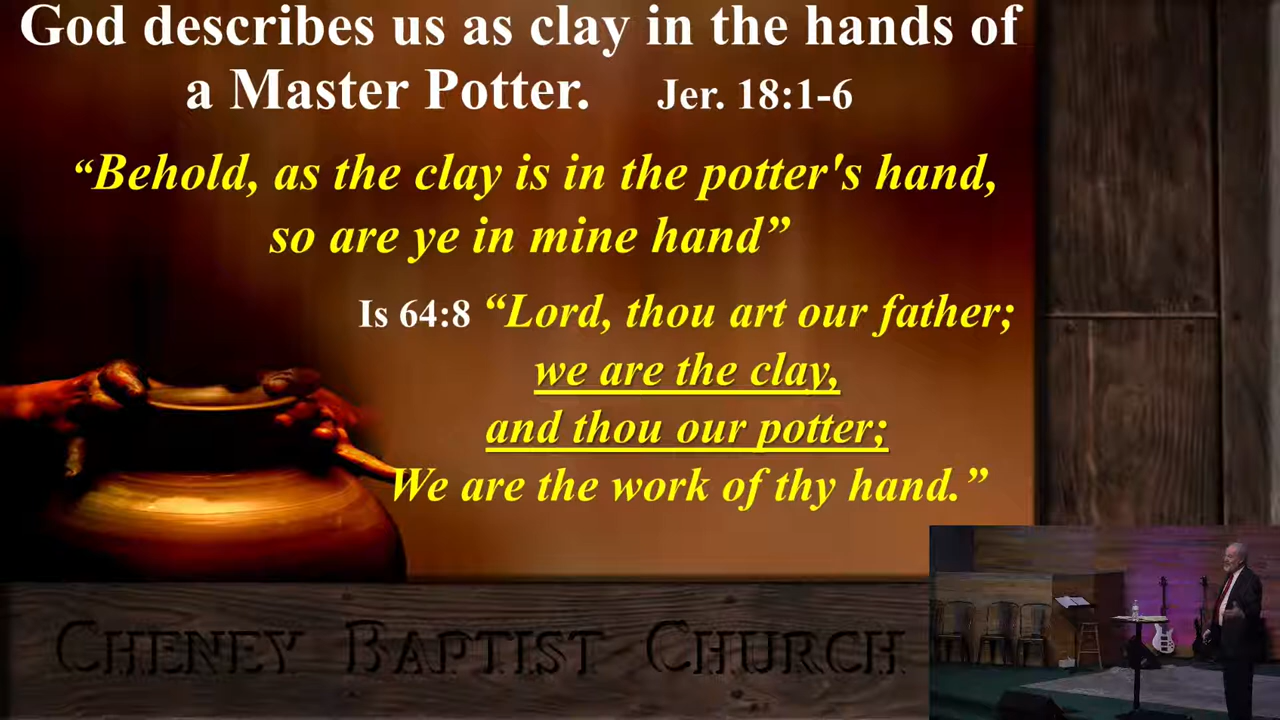 God describes us as clay in the hands of
a Master Potter. Jer. 18:1-6
“Behold, as the clay is in the potter's hand,
so are ye in mine hand”
Is 64:8 “Lord, thou art our father;
we are the clay,
and thou our potter;
We are the work of thy hand.”
CHENEY BAPTIST CHURCH